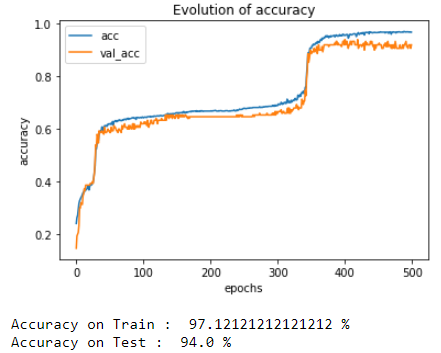 Evolution of accuracy
1.0
acc
val_acc
0.8
0.6
0.4
0.2
accuracy
0 100 200 300 400 500
epochs
Accuracy on Train :  97.12121212121212 %
Accuracy on Test :  94.0 %